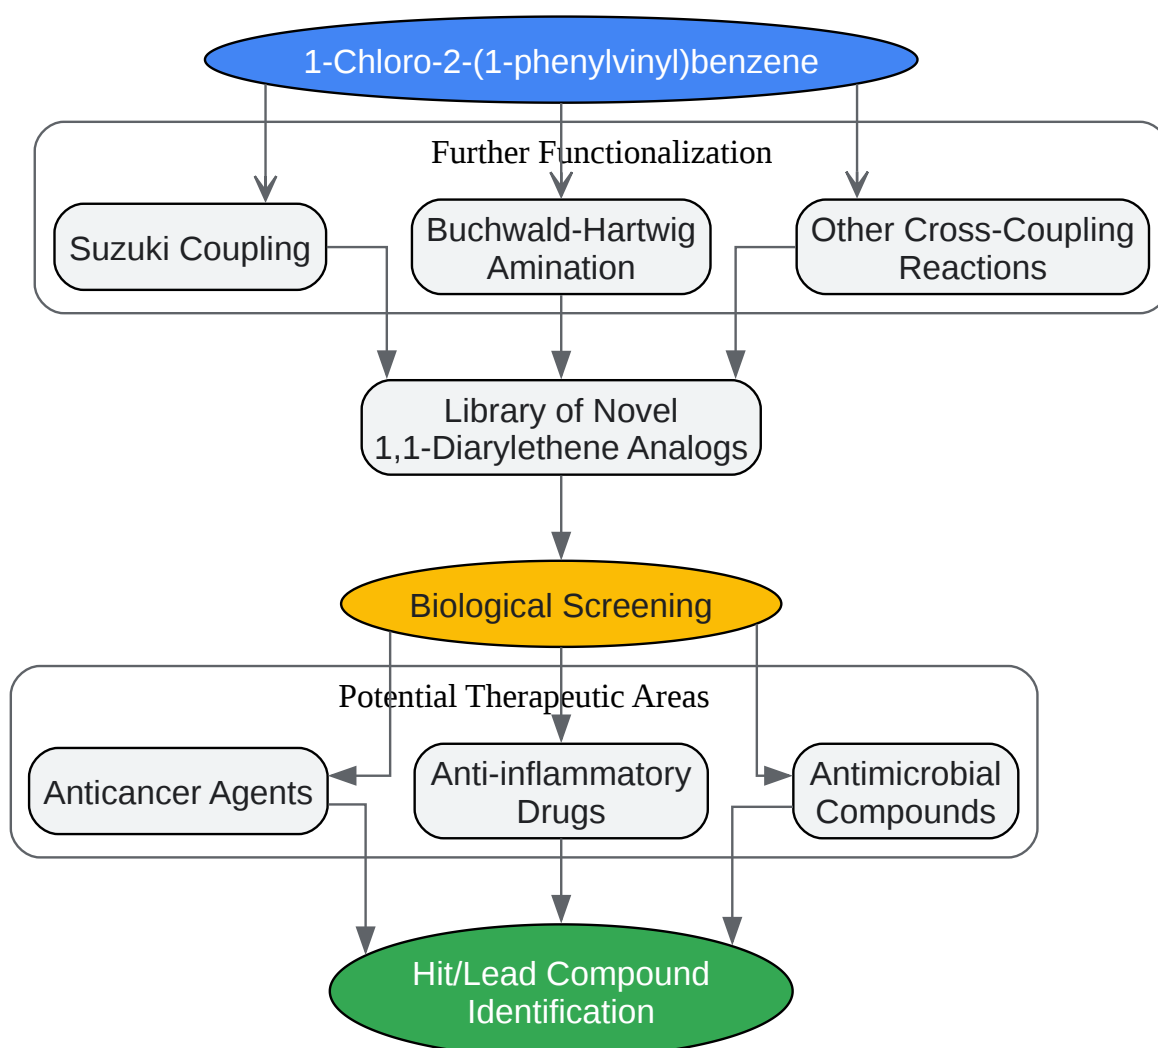 1-Chloro-2-(1-phenylvinyl)benzene
Further Functionalization
Suzuki Coupling
Buchwald-Hartwig
Amination
Other Cross-Coupling
Reactions
Library of Novel
1,1-Diarylethene Analogs
Biological Screening
Potential Therapeutic Areas
Anticancer Agents
Anti-inflammatory
Drugs
Antimicrobial
Compounds
Hit/Lead Compound
Identification